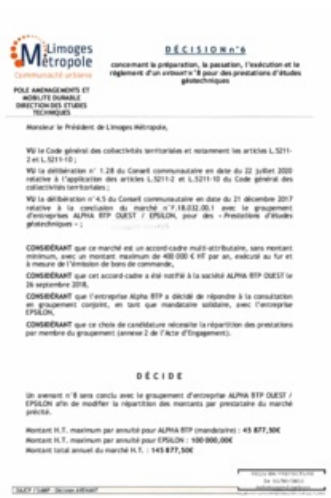 Limoges
Métropole
Communauté urbaine
POLE AMENAGEMENTS ET
MOBILITE DURABLE
DIRECTION DES ETUDES
TECHNIQUES
DÉCISION n°6
concernant la préparation, la passation, l'exécution et le
règlement d'un avenant n°8 pour des prestations d'études
géotechniques
Monsieur le Président de Limoges Métropole,
VU le Code général des collectivités territoriales et notamment les articles L.5211-
2 et L.5211-10 ;
VU la délibération n° 1.28 du Conseil communautaire en date du 22 juillet 2020
relative à l'application des articles L.5211-2 et L.5211-10 du Code général des
collectivités territoriales ;
VU la délibération n°4.5 du Conseil communautaire en date du 21 décembre 2017
relative à la conclusion du marché n°F.18.032.00.1 avec le groupement
d'entreprises ALPHA BTP OUEST / EPSILON, pour des « Prestations d'études
géotechniques » ;
CONSIDÉRANT que ce marché est un accord-cadre multi-attributaire, sans montant
minimum, avec un montant maximum de 400 000 € HT par an, exécuté au fur et
à mesure de l'émission de bons de commande,
CONSIDÉRANT que cet accord-cadre a été notifié à la société ALPHA BTP OUEST le
26 septembre 2018,
CONSIDÉRANT que l'entreprise Alpha BTP a décidé de répondre à la consultation
en groupement conjoint, en tant que mandataire solidaire, avec l'entreprise
EPSILON,
CONSIDÉRANT que ce choix de candidature nécessite la répartition des prestations
par membre du groupement (annexe 2 de l'Acte d'Engagement).
DÉCIDE
Un avenant n°8 sera conclu avec le groupement d'entreprise ALPHA BTP OUEST /
EPSILON afin de modifier la répartition des montants par prestataire du marché
précité.
Montant H.T. maximum par annuité pour ALPHA BTP (mandataire) : 45 877,50€
Montant H.T. maximum par annuité pour EPSILON : 100 000,00€
Montant total annuel du marché H.T. : 145 877,50€